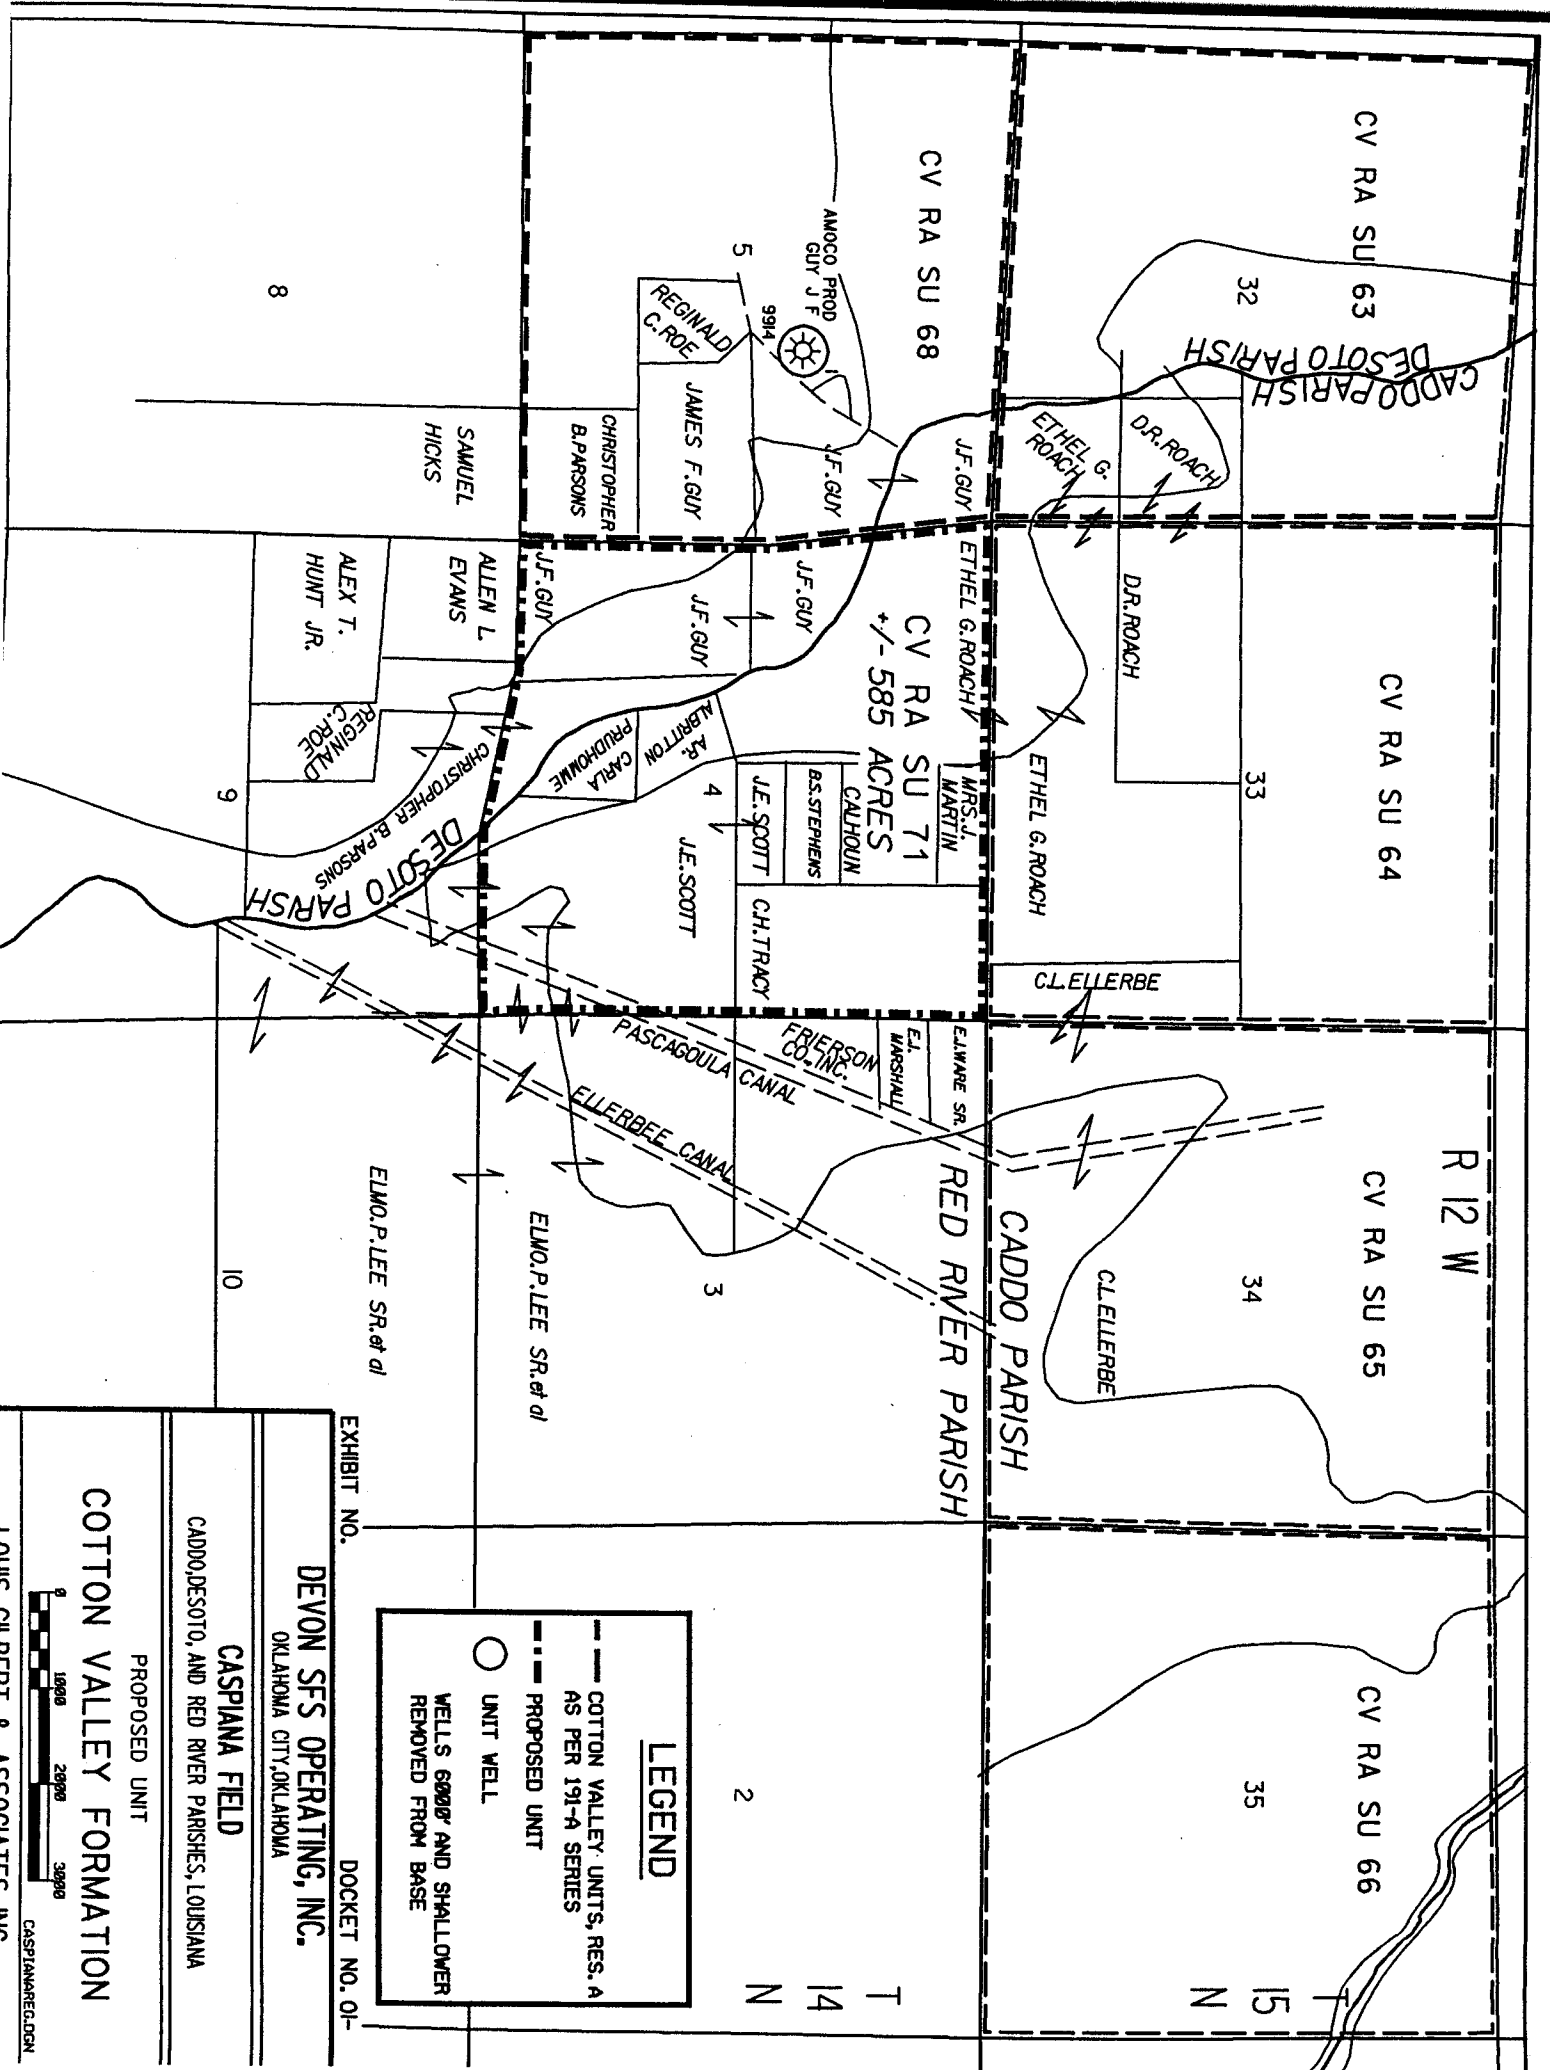 CV RA SU 63
32
CADDO PARISH
DESOTO PARISH
D.R.ROACH
ETHEL G.
ROACH
CV RA SU 64
33
D.R.ROACH
ETHEL G.ROACH
C.L.ELLERBE
R 12 W
CV RA SU 65
34
C.L.ELLERBE
CADDO PARISH
RED RIVER PARISH
CV RA SU 66
35
T
15
N
CV RA SU 68
AMOCO PROD
GUY J F
1
9914
5
J.F.GUY
J.F.GUY
REGINALD
C.ROE
JAMES F.GUY
CHRISTOPHER
B.PARSONS
ETHEL G.ROACH
CV RA SU 71
+/- 585 ACRES
MRS.J.
MARTIN
CALHOUN
B.S.STEPHENS
J.E.SCOTT
J.F.GUY
J.F.GUY
J.F.GUY
A.R.
ALBRITTON
CARLA
PRUDHOMME
4
J.E.SCOTT
C.H.TRACY
E.J.WARE SR.
E.J.
MARSHALL
FRIERSON
CO.INC.
PASCAGOULA CANAL
ELLERBEE CANAL
3
ELMO.P.LEE SR.et al
2
T
14
N
8
SAMUEL
HICKS
ALLEN L.
EVANS
ALEX T.
HUNT JR.
REGINALD
C.ROE
CHRISTOPHER B.PARSONS
DESOTO PARISH
9
10
ELMO.P.LEE SR.et al
LEGEND
COTTON VALLEY UNITS, RES. A
AS PER 191-A SERIES
PROPOSED UNIT
UNIT WELL
WELLS 6000' AND SHALLOWER
REMOVED FROM BASE
EXHIBIT NO.
DOCKET NO. 01-
DEVON SFS OPERATING, INC.
OKLAHOMA CITY,OKLAHOMA
CASPIANA FIELD
CADDO,DESOTO, AND RED RIVER PARISHES, LOUISIANA
PROPOSED UNIT
COTTON VALLEY FORMATION
0 1000 2000 3000
CASPIANAREG.DGN
LOUIS GILBERT & ASSOCIATES INC.